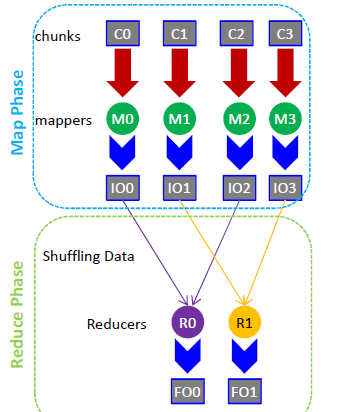 chunks C0 C1 C2 C3
Map Phase
mappers M0 M1 M2 M3
IO0 IO1 IO2 IO3
Reduce Phase
Shuffling Data
Reducers R0 R1
FO0 FO1